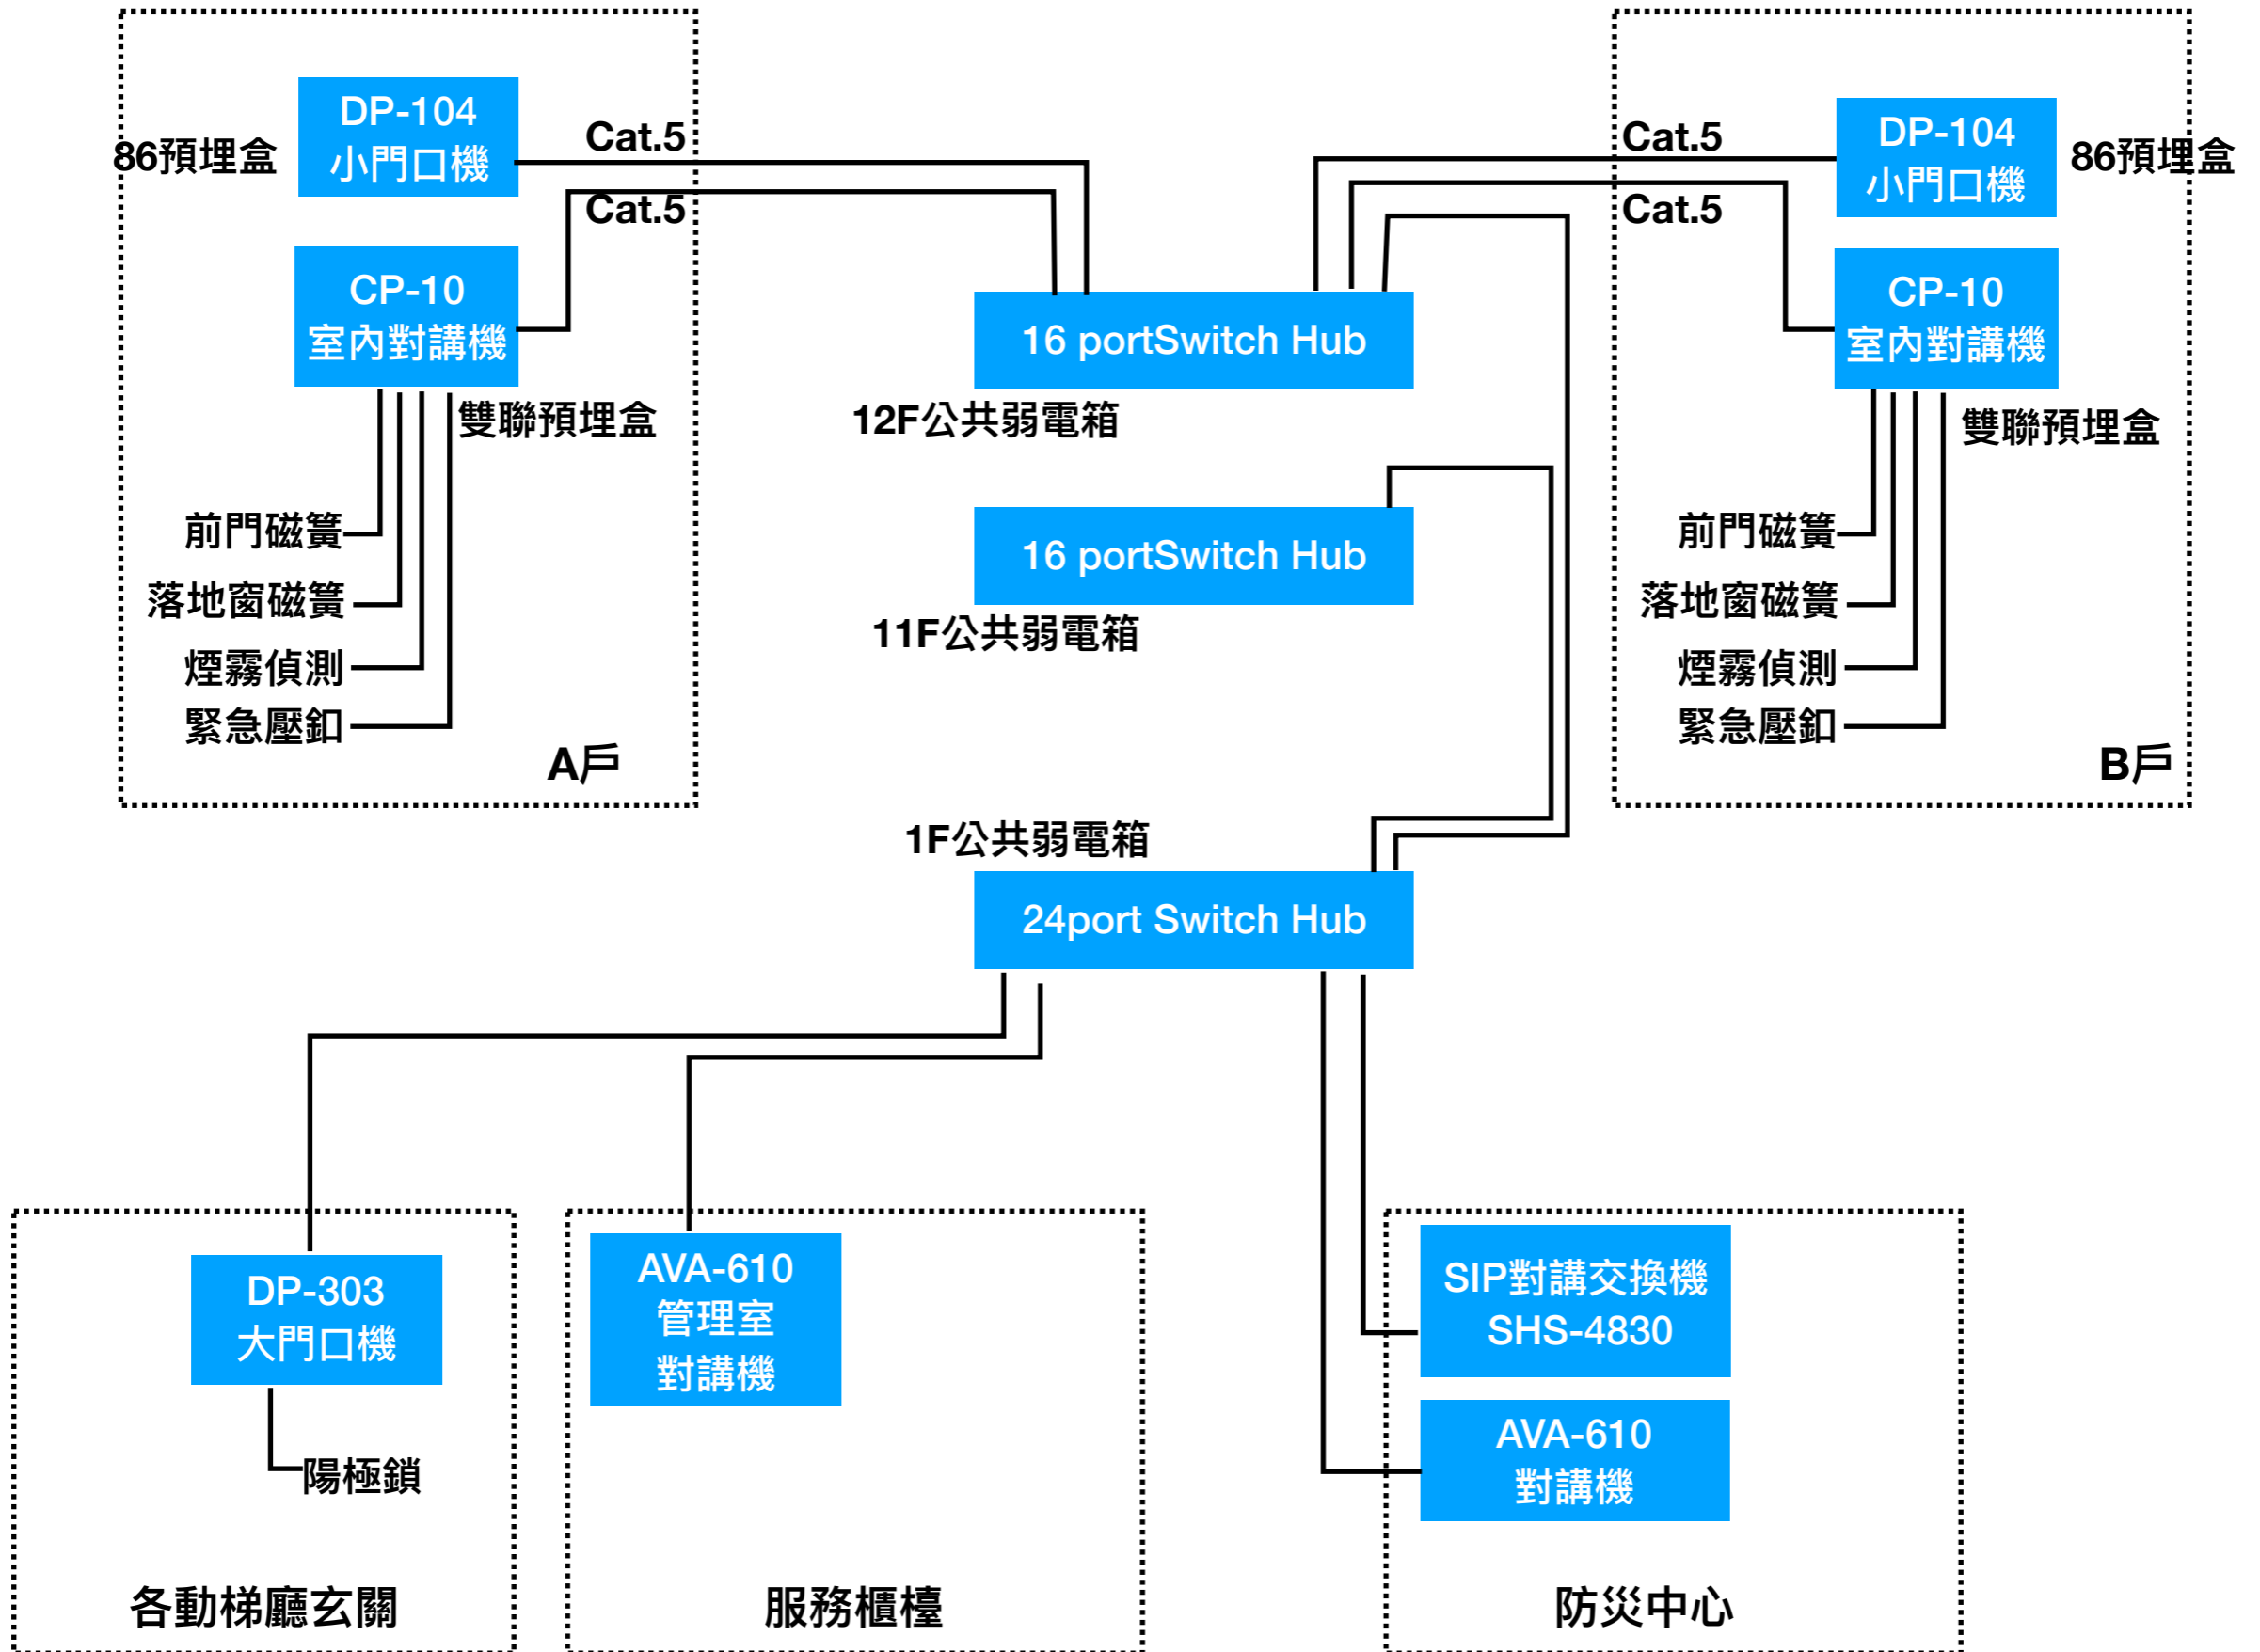 DP-104
小門口機
86預埋盒
Cat.5
Cat.5
CP-10
室內對講機
雙聯預埋盒
前門磁簧
落地窗磁簧
煙霧偵測
緊急壓釦
A戶
16 portSwitch Hub
12F公共弱電箱
16 portSwitch Hub
11F公共弱電箱
Cat.5
Cat.5
DP-104
小門口機
86預埋盒
CP-10
室內對講機
雙聯預埋盒
前門磁簧
落地窗磁簧
煙霧偵測
緊急壓釦
B戶
1F公共弱電箱
24port Switch Hub
DP-303
大門口機
陽極鎖
各動梯廳玄關
AVA-610
管理室
對講機
服務櫃檯
SIP對講交換機
SHS-4830
AVA-610
對講機
防災中心